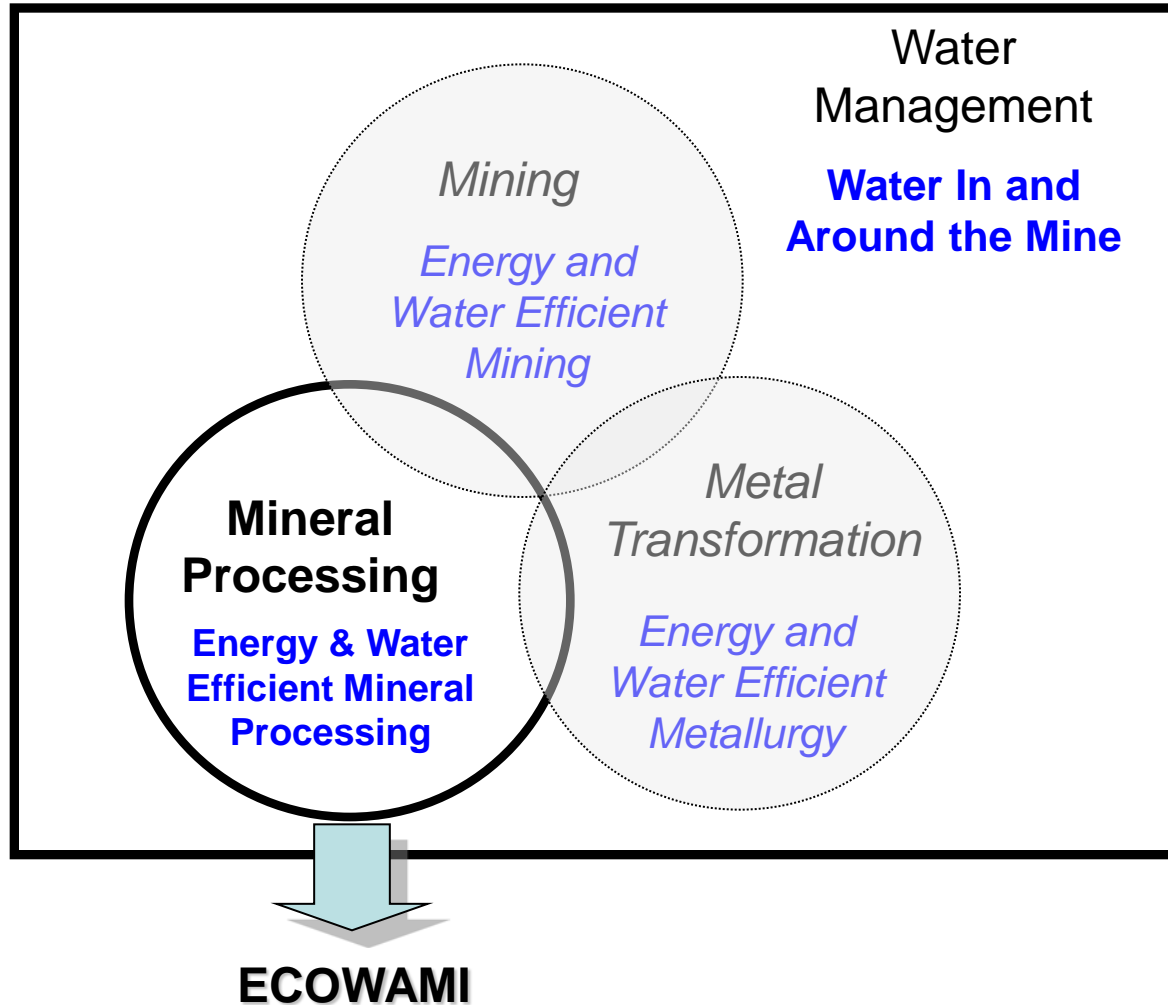 Water
Management
Water In and
Around the Mine
Mining
Energy and
Water Efficient
Mining
Mineral
Processing
Energy & Water
Efficient Mineral
Processing
Metal
Transformation
Energy and
Water Efficient
Metallurgy
ECOWAMI